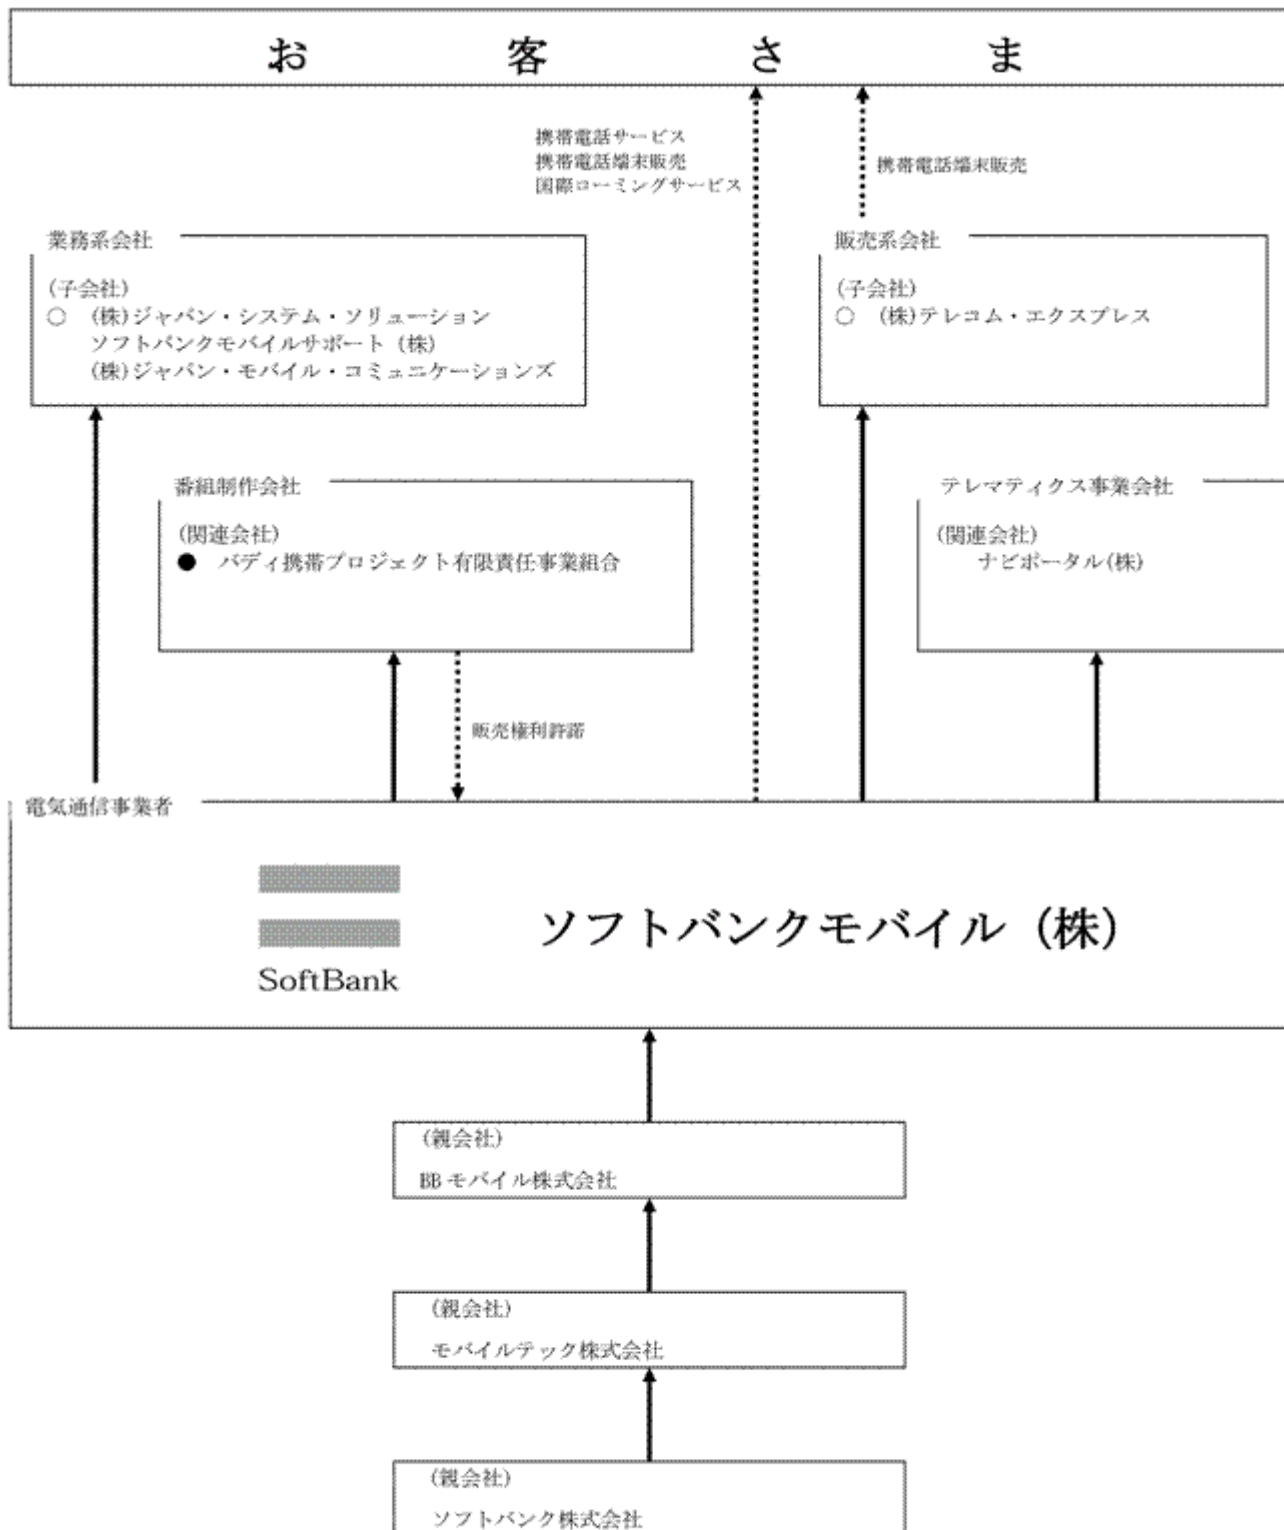 お客さま
携帯電話サービス
携帯電話端末販売
国際ローミングサービス
携帯電話端末販売
業務系会社
(子会社)
○ (株)ジャパン・システム・ソリューション
ソフトバンクモバイルサポート(株)
(株)ジャパン・モバイル・コミュニケーションズ
販売系会社
(子会社)
○ (株)テレコム・エクスプレス
番組制作会社
(関連会社)
● バディ携帯プロジェクト有限責任事業組合
テレマティクス事業会社
(関連会社)
ナビポータル(株)
販売権利許諾
電気通信事業者
SoftBank
ソフトバンクモバイル(株)
(親会社)
BBモバイル株式会社
(親会社)
モバイルテック株式会社
(親会社)
ソフトバンク株式会社